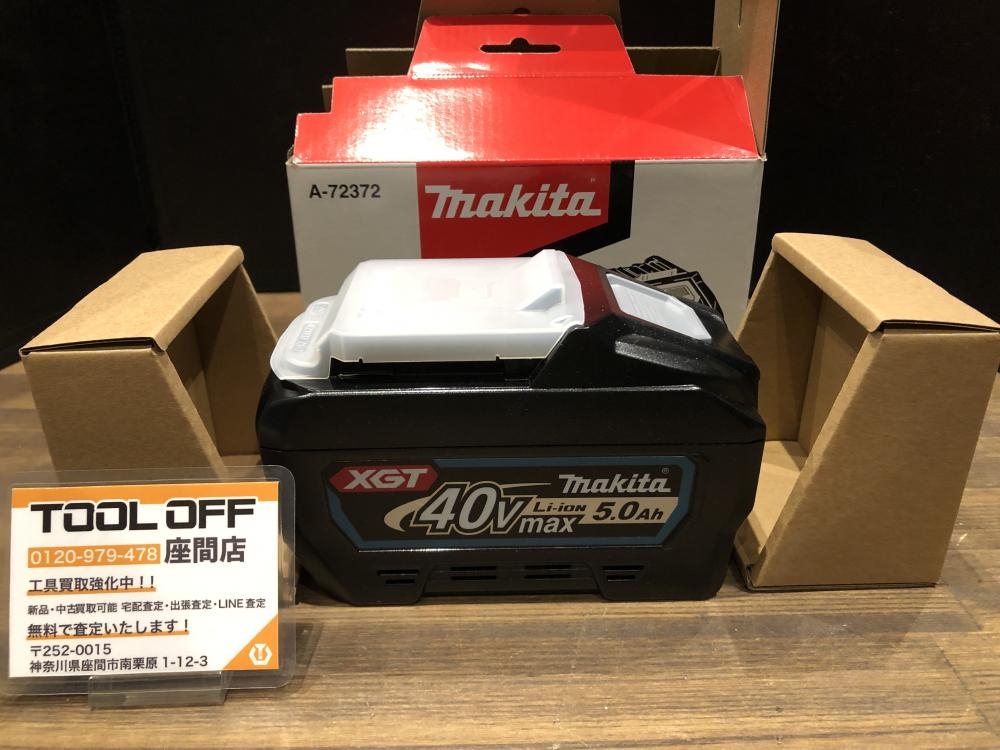 A-72372
makita
XGT
makita
40Vmax
Li-ion 5.0Ah
TOOL OFF
0120-979-478 座間店
工具買取強化中！！
新品・中古買取可能 宅配査定・出張査定・LINE査定
無料で査定いたします！
〒252-0015
神奈川県座間市南栗原 1-12-3